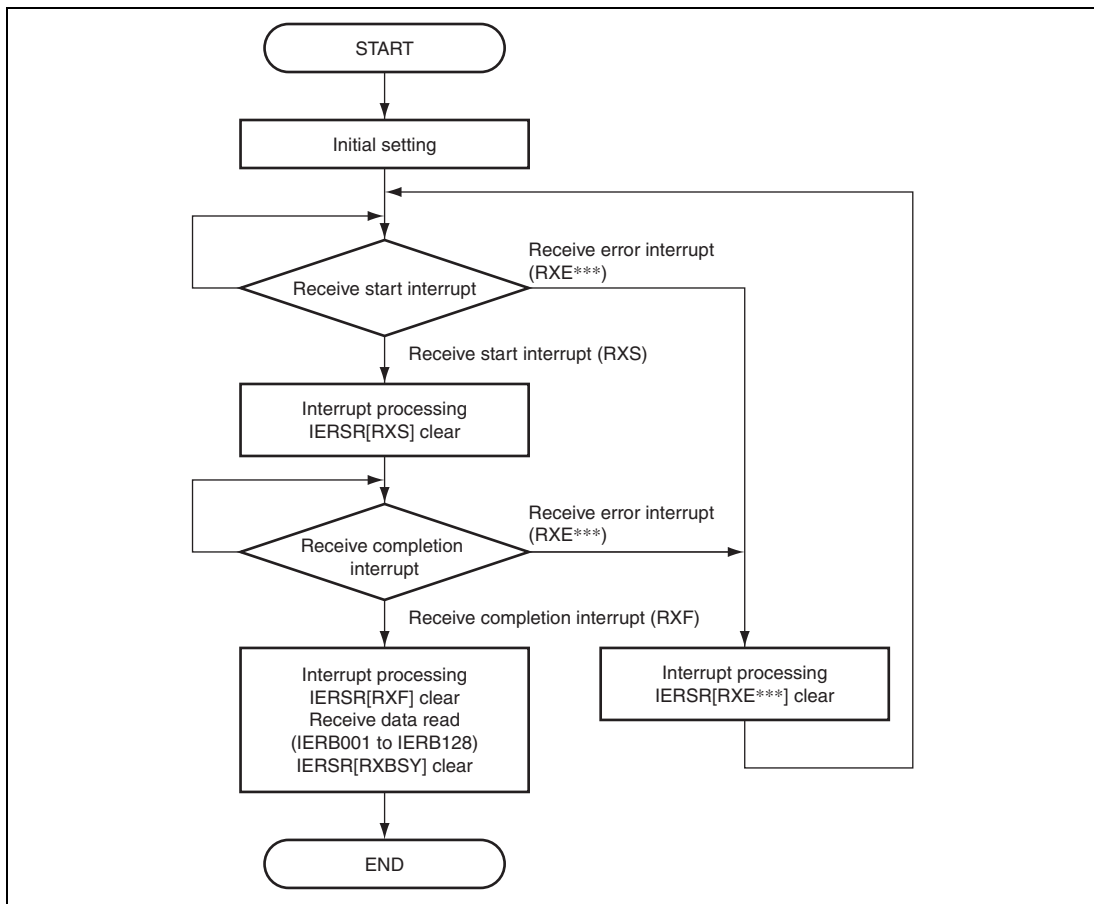 START
Initial setting
Receive error interrupt
(RXE***)
Receive start interrupt
Receive start interrupt (RXS)
Interrupt processing
IERSR[RXS] clear
Receive error interrupt
(RXE***)
Receive completion
interrupt
Receive completion interrupt (RXF)
Interrupt processing
IERSR[RXF] clear
Receive data read
(IERB001 to IERB128)
IERSR[RXBSY] clear
Interrupt processing
IERSR[RXE***] clear
END